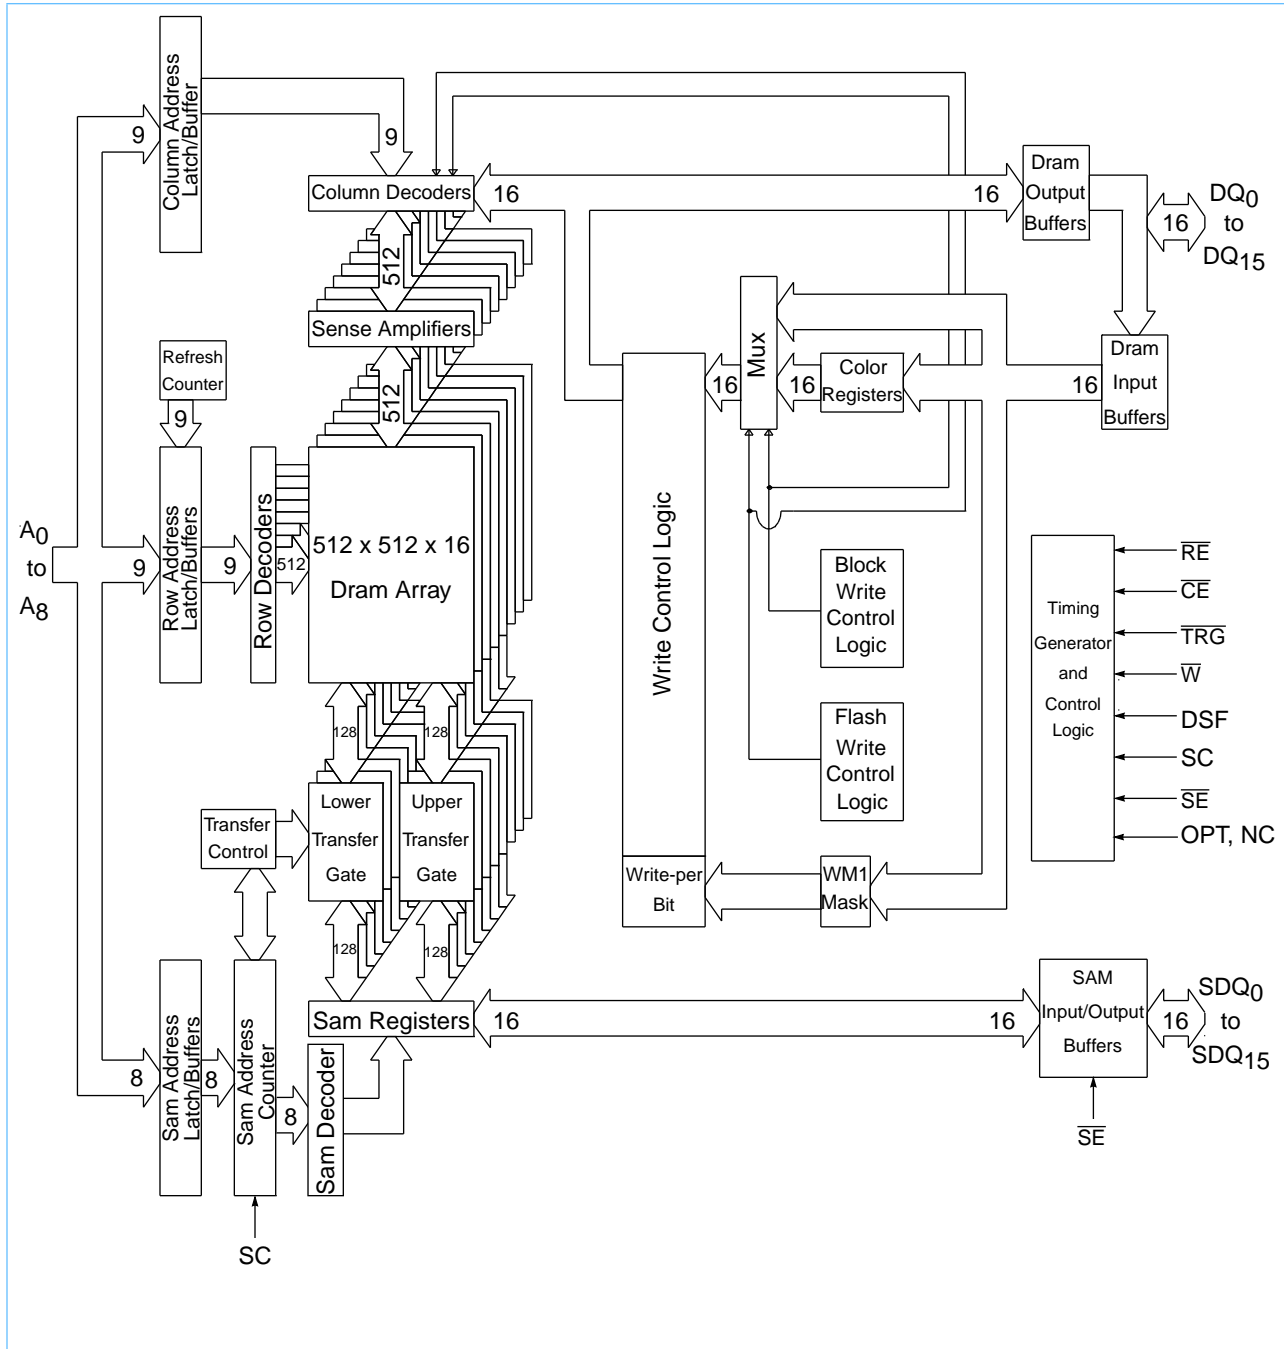 Column Address
Latch/Buffer
9
9
Column Decoders
16
16
Dram
Output
Buffers
16
DQ0
to
DQ15
512
Sense Amplifiers
Refresh
Counter
9
512
Mux
16
16
Color
Registers
16
Dram
Input
Buffers
A0
to
A8
9
Row Address
Latch/Buffers
9
Row Decoders
512
512 x 512 x 16
Dram Array
Write Control Logic
Block
Write
Control
Logic
Flash
Write
Control
Logic
Timing
Generator
and
Control
Logic
RE
CE
TRG
W
DSF
SC
SE
OPT, NC
128
128
Transfer
Control
Lower
Transfer
Gate
Upper
Transfer
Gate
Write-per
Bit
WM1
Mask
128
128
Sam Registers
16
16
SAM
Input/Output
Buffers
16
SDQ0
to
SDQ15
SE
8
Sam Address
Latch/Buffers
8
Sam Address
Counter
8
Sam Decoder
SC